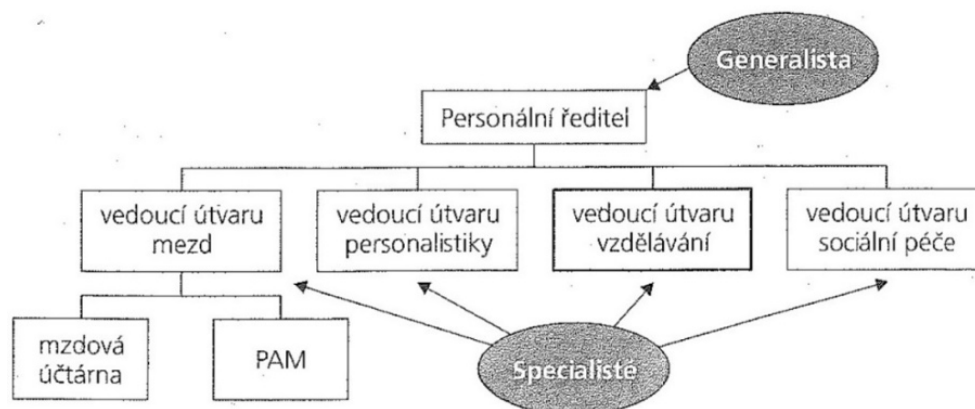 Generalista
Personální ředitel
vedoucí útvaru
mezd
vedoucí útvaru
personalistiky
vedoucí útvaru
vzdělávání
vedoucí útvaru
sociální péče
mzdová
účtárna
PAM
Specialisté